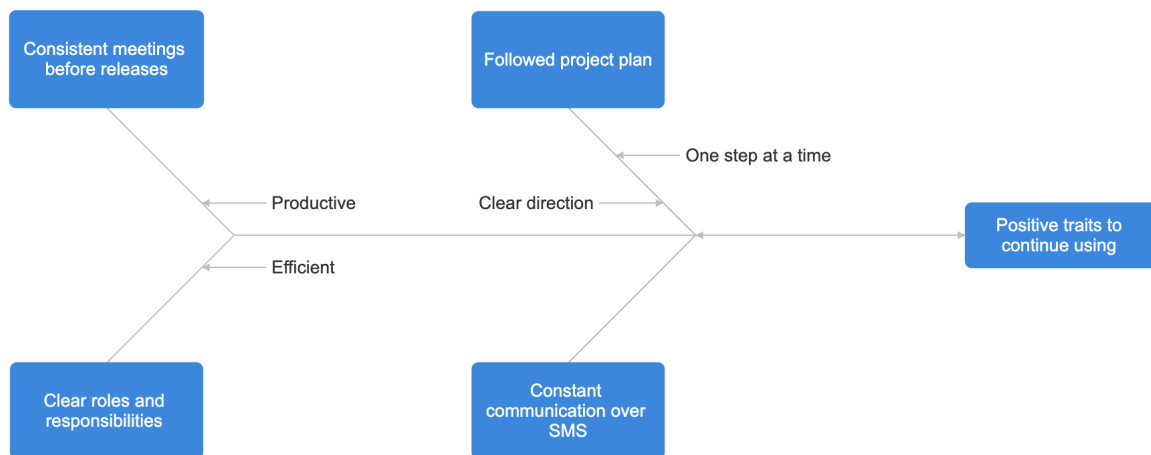 Consistent meetings
before releases
Followed project plan
One step at a time
Productive
Clear direction
Positive traits to
continue using
Efficient
Clear roles and
responsibilities
Constant
communication over
SMS